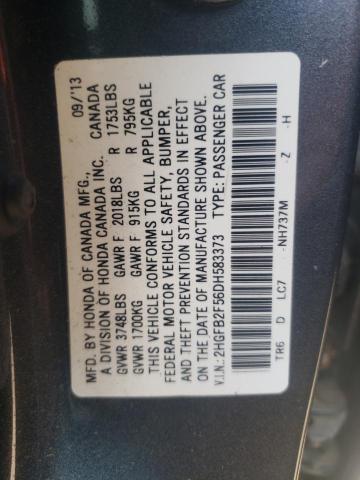 MFD. BY HONDA OF CANADA MFG., 09/'13
A DIVISION OF HONDA CANADA INC. CANADA
GVWR 3748LBS GAWR F 2018LBS R 1753LBS
GVWR 1700KG GAWR F 915KG R 795KG
THIS VEHICLE CONFORMS TO ALL APPLICABLE
FEDERAL MOTOR VEHICLE SAFETY, BUMPER,
AND THEFT PREVENTION STANDARDS IN EFFECT
ON THE DATE OF MANUFACTURE SHOWN ABOVE.
V.I.N.: 2HGFB2F56DH583373 TYPE: PASSENGER CAR
TR6 D LC7 -NH737M -Z -H